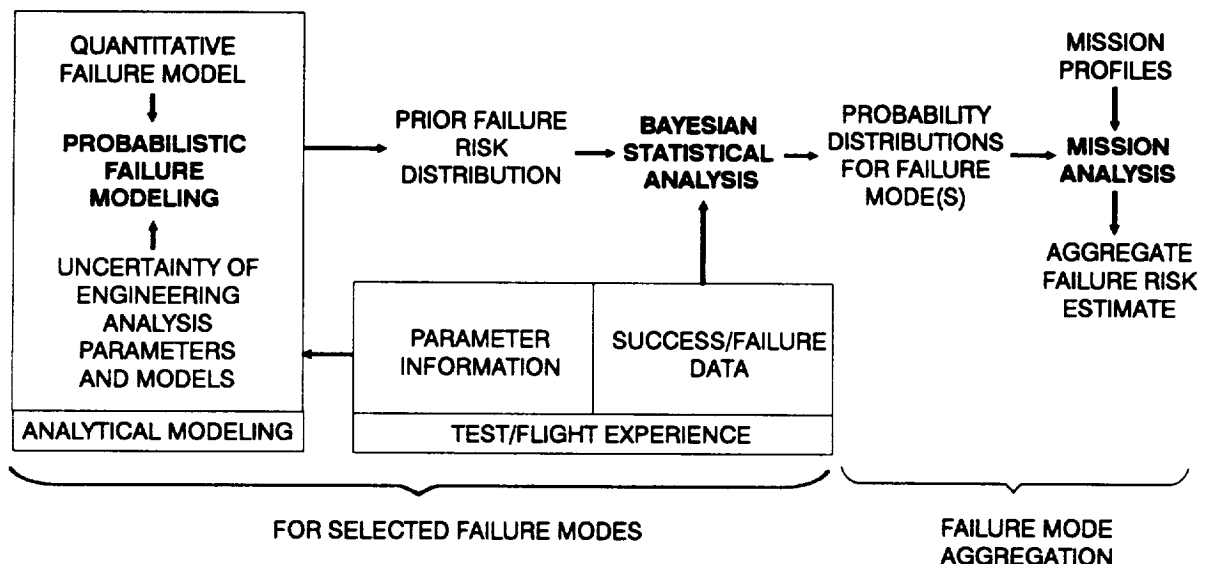 QUANTITATIVE
FAILURE MODEL
PROBABILISTIC
FAILURE
MODELING
UNCERTAINTY OF
ENGINEERING
ANALYSIS
PARAMETERS
AND MODELS
ANALYTICAL MODELING
PRIOR FAILURE
RISK
DISTRIBUTION
BAYESIAN
STATISTICAL
ANALYSIS
PARAMETER
INFORMATION
SUCCESS/FAILURE
DATA
TEST/FLIGHT EXPERIENCE
PROBABILITY
DISTRIBUTIONS
FOR FAILURE
MODE(S)
MISSION
PROFILES
MISSION
ANALYSIS
AGGREGATE
FAILURE RISK
ESTIMATE
FOR SELECTED FAILURE MODES
FAILURE MODE
AGGREGATION